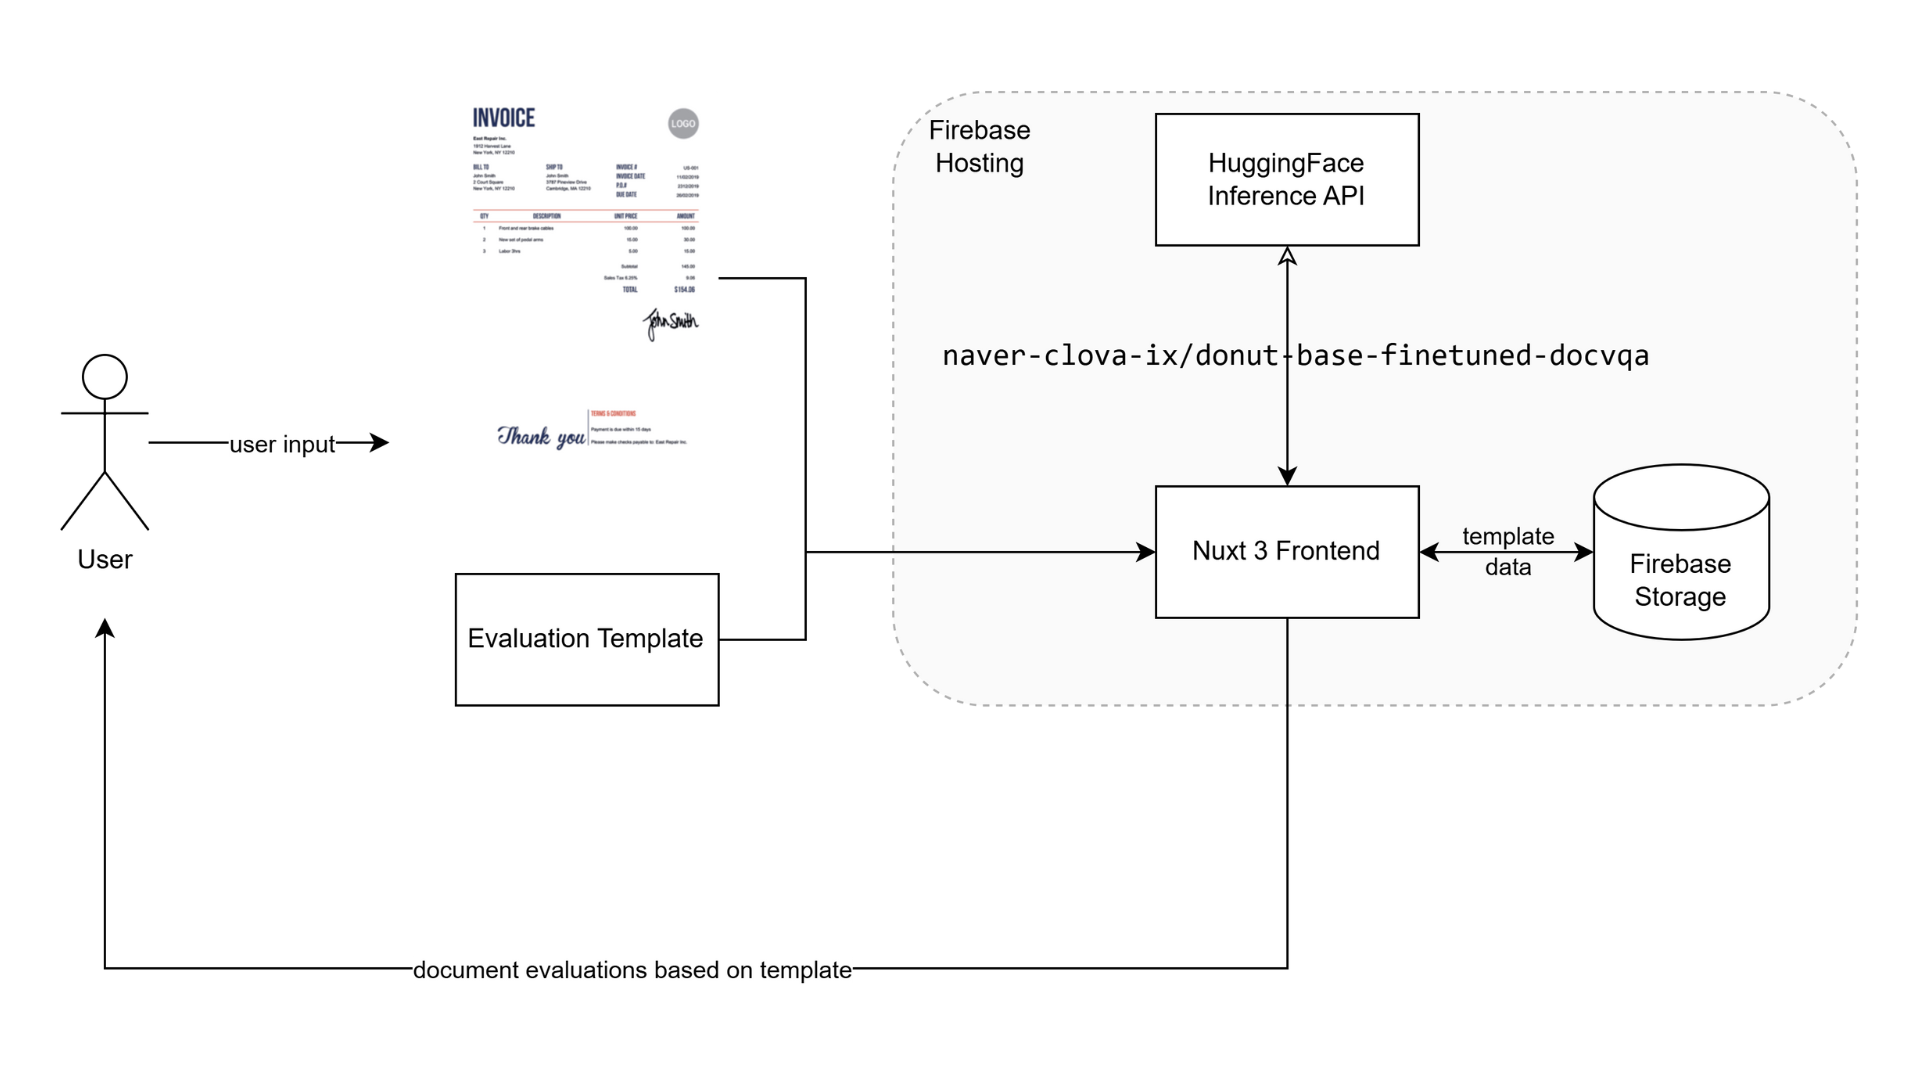 INVOICE
LOGO
East Repair Inc.
1912 Harvest Lane
New York, NY 12210
BILL TO
John Smith
2 Court Square
New York, NY 12210
SHIP TO
John Smith
3787 Pineview Drive
Cambridge, MA 12210
INVOICE # US-001
INVOICE DATE 11/02/2019
P.O.# 2312/2019
DUE DATE 26/02/2019
QTY DESCRIPTION UNIT PRICE AMOUNT
1 Front and rear brake cables 100.00 100.00
2 New set of pedal arms 15.00 30.00
3 Labor 3hrs 5.00 15.00
Subtotal 145.00
Sales Tax 6.25% 9.06
TOTAL $154.06
John Smith
Thank you
TERMS & CONDITIONS
Payment is due within 15 days
Please make checks payable to: East Repair Inc.
User
user input
Evaluation Template
Firebase
Hosting
HuggingFace
Inference API
naver-clova-ix/donut-base-finetuned-docvqa
Nuxt 3 Frontend
template
data
Firebase
Storage
document evaluations based on template